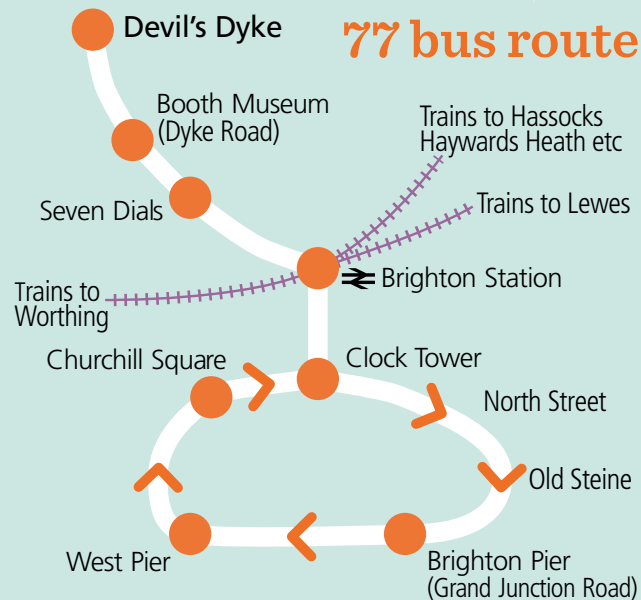 77 bus route
Devil's Dyke
Booth Museum
(Dyke Road)
Trains to Hassocks
Haywards Heath etc
Seven Dials
Trains to Lewes
Brighton Station
Trains to
Worthing
Churchill Square
Clock Tower
North Street
Old Steine
West Pier
Brighton Pier
(Grand Junction Road)